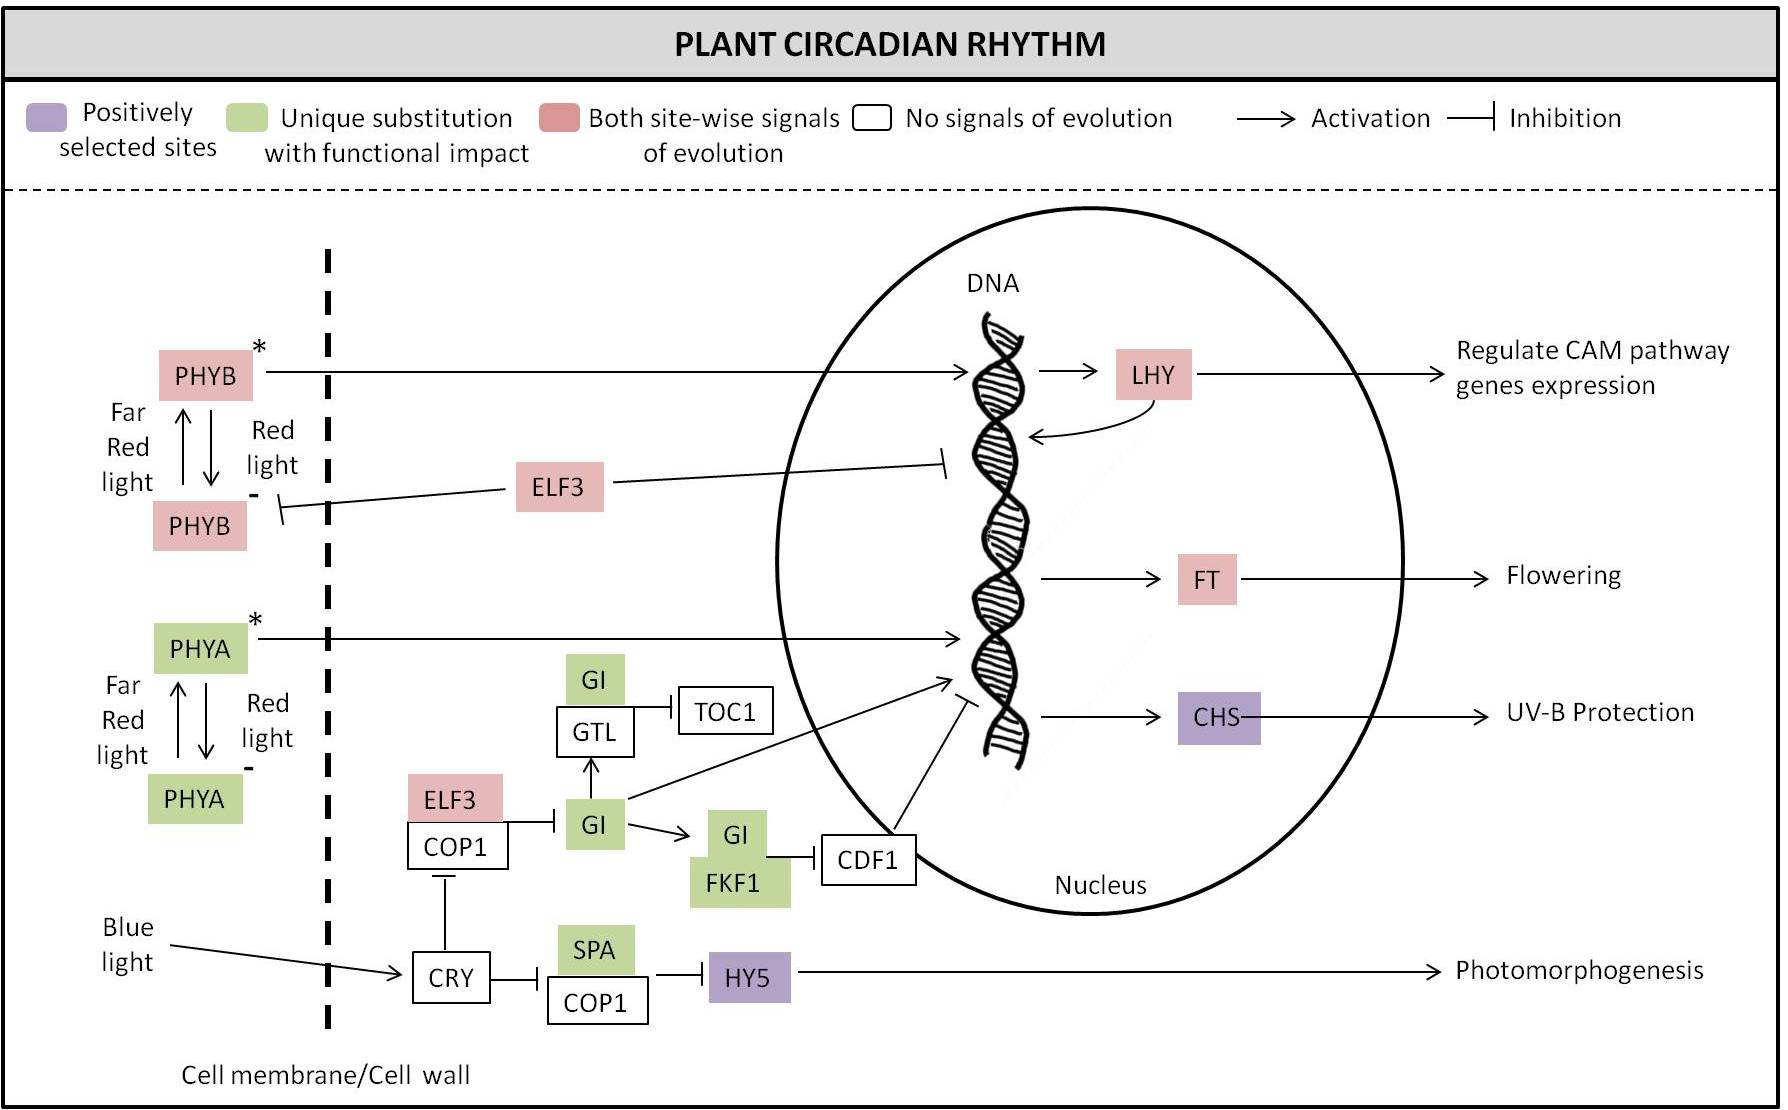 PLANT CIRCADIAN RHYTHM
Positively
selected sites
Unique substitution
with functional impact
Both site-wise signals
of evolution
No signals of evolution
Activation
Inhibition
DNA
PHYB
*
LHY
Regulate CAM pathway
genes expression
Far
Red
light
Red
light
ELF3
-
PHYB
FT
Flowering
PHYA
*
GI
GTL
TOC1
CHS
UV-B Protection
Far
Red
light
Red
light
-
PHYA
ELF3
COP1
GI
GI
FKF1
CDF1
Nucleus
Blue
light
CRY
SPA
COP1
HY5
Photomorphogenesis
Cell membrane/Cell wall